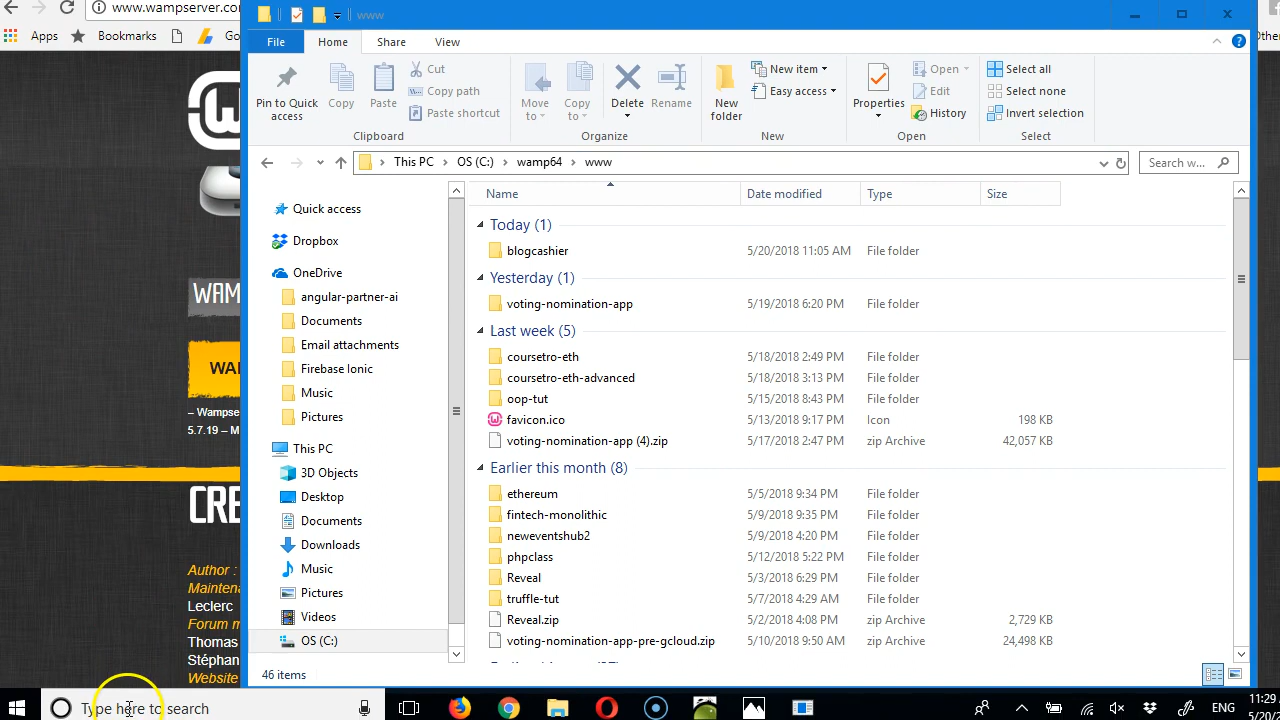 www.wampserver.co
www
Other
Apps
Bookmarks
Go
File
Home
Share
View
Pin to Quick access
Copy
Paste
Cut
Copy path
Paste shortcut
Move to
Copy to
Delete
Rename
New folder
New item
Easy access
Properties
Open
Edit
History
Select all
Select none
Invert selection
Clipboard
Organize
New
Open
Select
This PC > OS (C:) > wamp64 > www
Search w...
Name
Date modified
Type
Size
Quick access
Dropbox
OneDrive
angular-partner-ai
Documents
Email attachments
Firebase Ionic
Music
Pictures
This PC
3D Objects
Desktop
Documents
Downloads
Music
Pictures
Videos
OS (C:)
Today (1)
blogcashier 5/20/2018 11:05 AM File folder
Yesterday (1)
voting-nomination-app 5/19/2018 6:20 PM File folder
Last week (5)
coursetro-eth 5/18/2018 2:49 PM File folder
coursetro-eth-advanced 5/18/2018 3:13 PM File folder
oop-tut 5/15/2018 8:43 PM File folder
favicon.ico 5/13/2018 9:17 PM Icon 198 KB
voting-nomination-app (4).zip 5/17/2018 2:47 PM zip Archive 42,057 KB
Earlier this month (8)
ethereum 5/5/2018 9:34 PM File folder
fintech-monolithic 5/9/2018 9:35 PM File folder
neweventshub2 5/9/2018 4:20 PM File folder
phpclass 5/12/2018 5:22 PM File folder
Reveal 5/3/2018 6:29 PM File folder
truffle-tut 5/7/2018 4:29 AM File folder
Reveal.zip 5/2/2018 4:08 PM zip Archive 2,729 KB
voting-nomination-app-pre-gcloud.zip 5/10/2018 9:50 AM zip Archive 24,498 KB
46 items
WAM
WA
– Wampse
5.7.19 – M
CRE
Author :
Maintena
Leclerc
Forum m
Thomas
Stéphan
Website
Type here to search
ENG
11:29
5/20/20